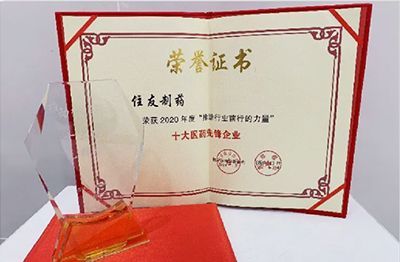 荣誉证书
住友制药
荣获2020年度“推动行业前行的力量”
十大医药先锋企业